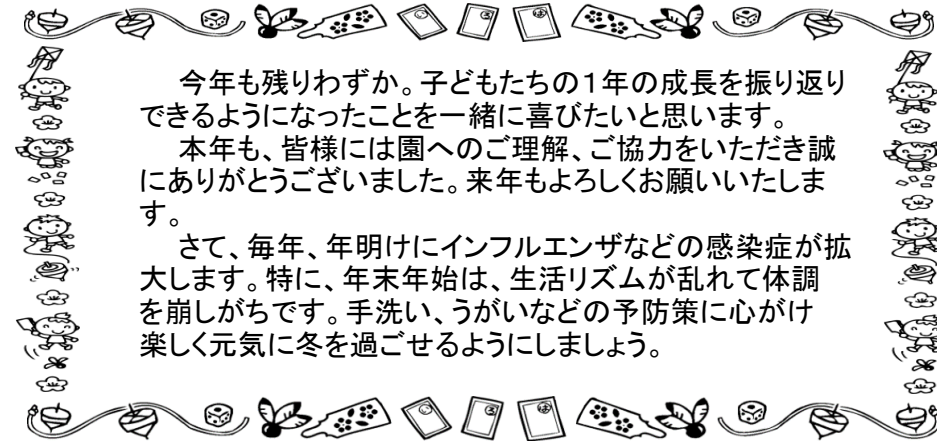 今年も残りわずか。子どもたちの１年の成長を振り返り
できるようになったことを一緒に喜びたいと思います。
　本年も、皆様には園へのご理解、ご協力をいただき誠
にありがとうございました。来年もよろしくお願いいたしま
す。
　さて、毎年、年明けにインフルエンザなどの感染症が拡
大します。特に、年末年始は、生活リズムが乱れて体調
を崩しがちです。手洗い、うがいなどの予防策に心がけ
楽しく元気に冬を過ごせるようにしましょう。